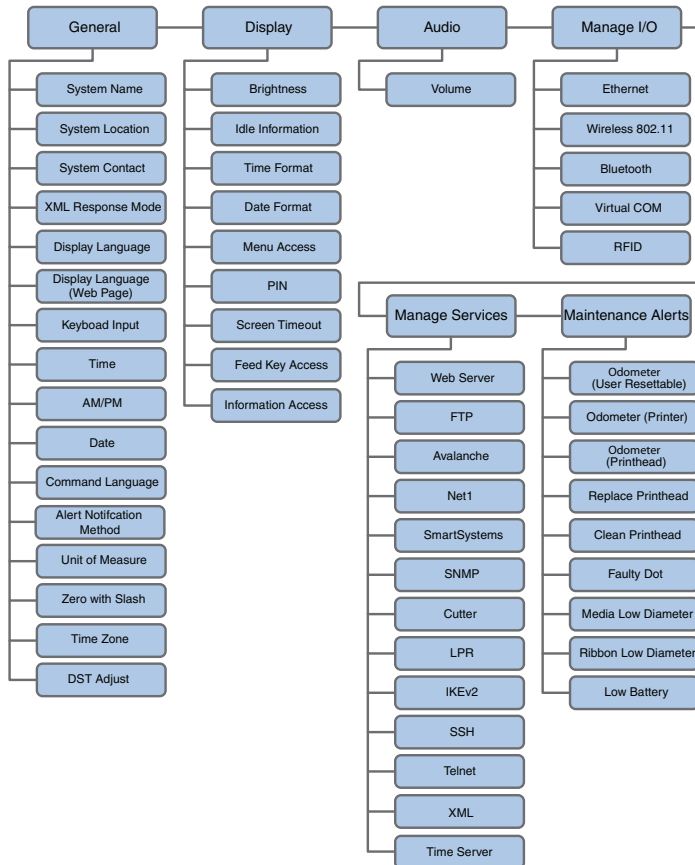 General
System Name
System Location
System Contact
XML Response Mode
Display Language
Display Language
(Web Page)
Keyboad Input
Time
AM/PM
Date
Command Language
Alert Notifcation
Method
Unit of Measure
Zero with Slash
Time Zone
DST Adjust
Display
Brightness
Idle Information
Time Format
Date Format
Menu Access
PIN
Screen Timeout
Feed Key Access
Information Access
Audio
Volume
Manage I/O
Ethernet
Wireless 802.11
Bluetooth
Virtual COM
RFID
Manage Services
Web Server
FTP
Avalanche
Net1
SmartSystems
SNMP
Cutter
LPR
IKEv2
SSH
Telnet
XML
Time Server
Maintenance Alerts
Odometer
(User Resettable)
Odometer (Printer)
Odometer
(Printhead)
Replace Printhead
Clean Printhead
Faulty Dot
Media Low Diameter
Ribbon Low Diameter
Low Battery